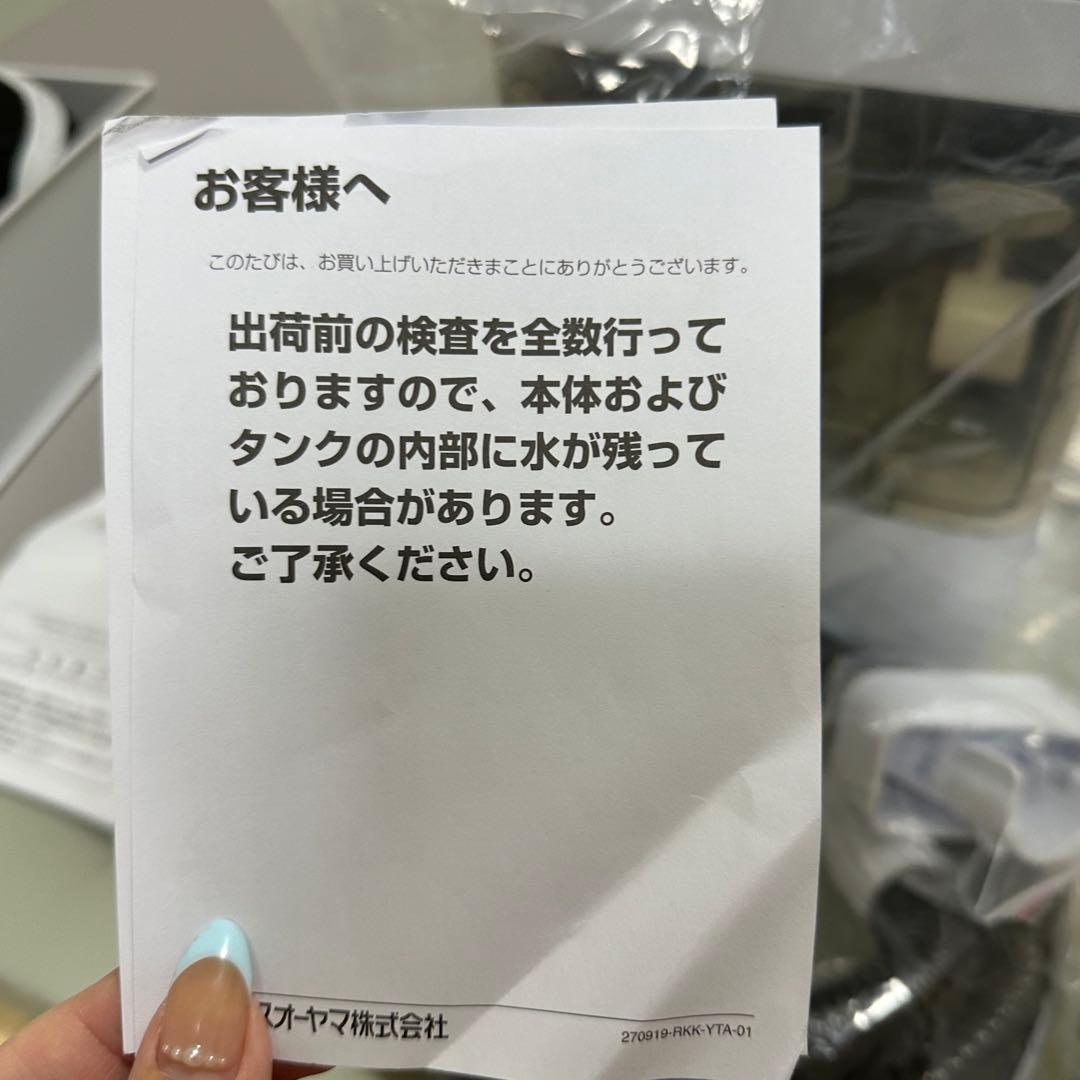 お客様へ
このたびは、お買い上げいただきまことにありがとうございます。
出荷前の検査を全数行って
おりますので、本体および
タンクの内部に水が残って
いる場合があります。
ご了承ください。
スオーヤマ株式会社
270919-RKK-YTA-01